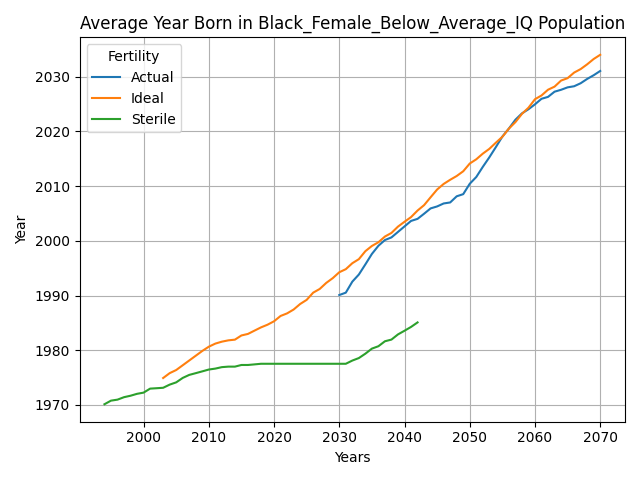 Average Year Born in Black_Female_Below_Average_IQ Population
Fertility
Actual
Ideal
Sterile
Year
2030
2020
2010
2000
1990
1980
1970
2000 2010 2020 2030 2040 2050 2060 2070
Years